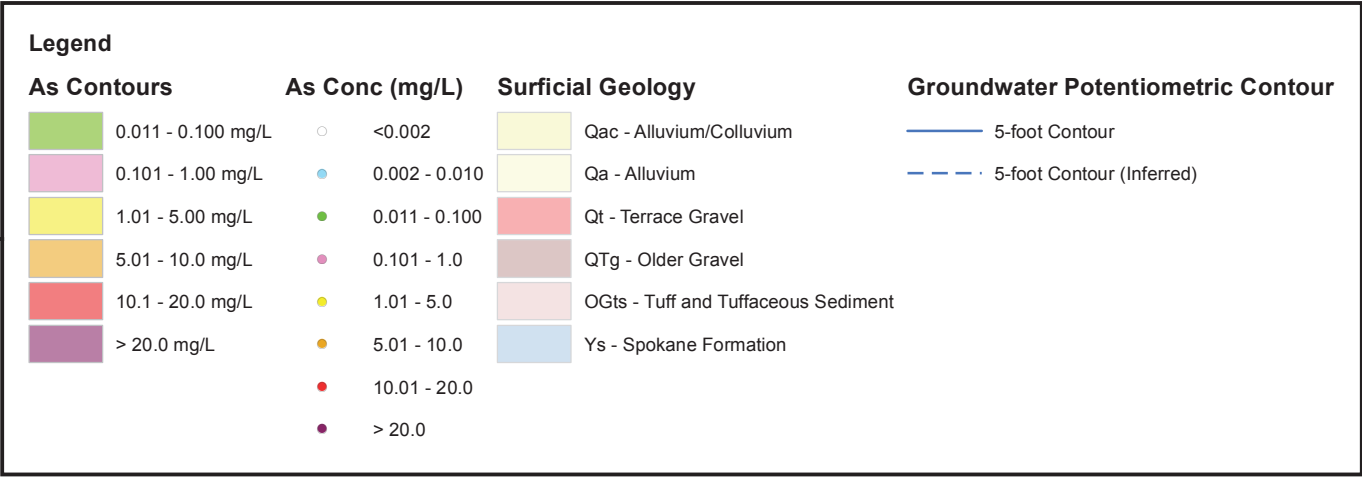 Legend
As Contours
0.011 - 0.100 mg/L
0.101 - 1.00 mg/L
1.01 - 5.00 mg/L
5.01 - 10.0 mg/L
10.1 - 20.0 mg/L
> 20.0 mg/L
As Conc (mg/L)
<0.002
0.002 - 0.010
0.011 - 0.100
0.101 - 1.0
1.01 - 5.0
5.01 - 10.0
10.01 - 20.0
> 20.0
Surficial Geology
Qac - Alluvium/Colluvium
Qa - Alluvium
Qt - Terrace Gravel
QTg - Older Gravel
OGts - Tuff and Tuffaceous Sediment
Ys - Spokane Formation
Groundwater Potentiometric Contour
5-foot Contour
5-foot Contour (Inferred)